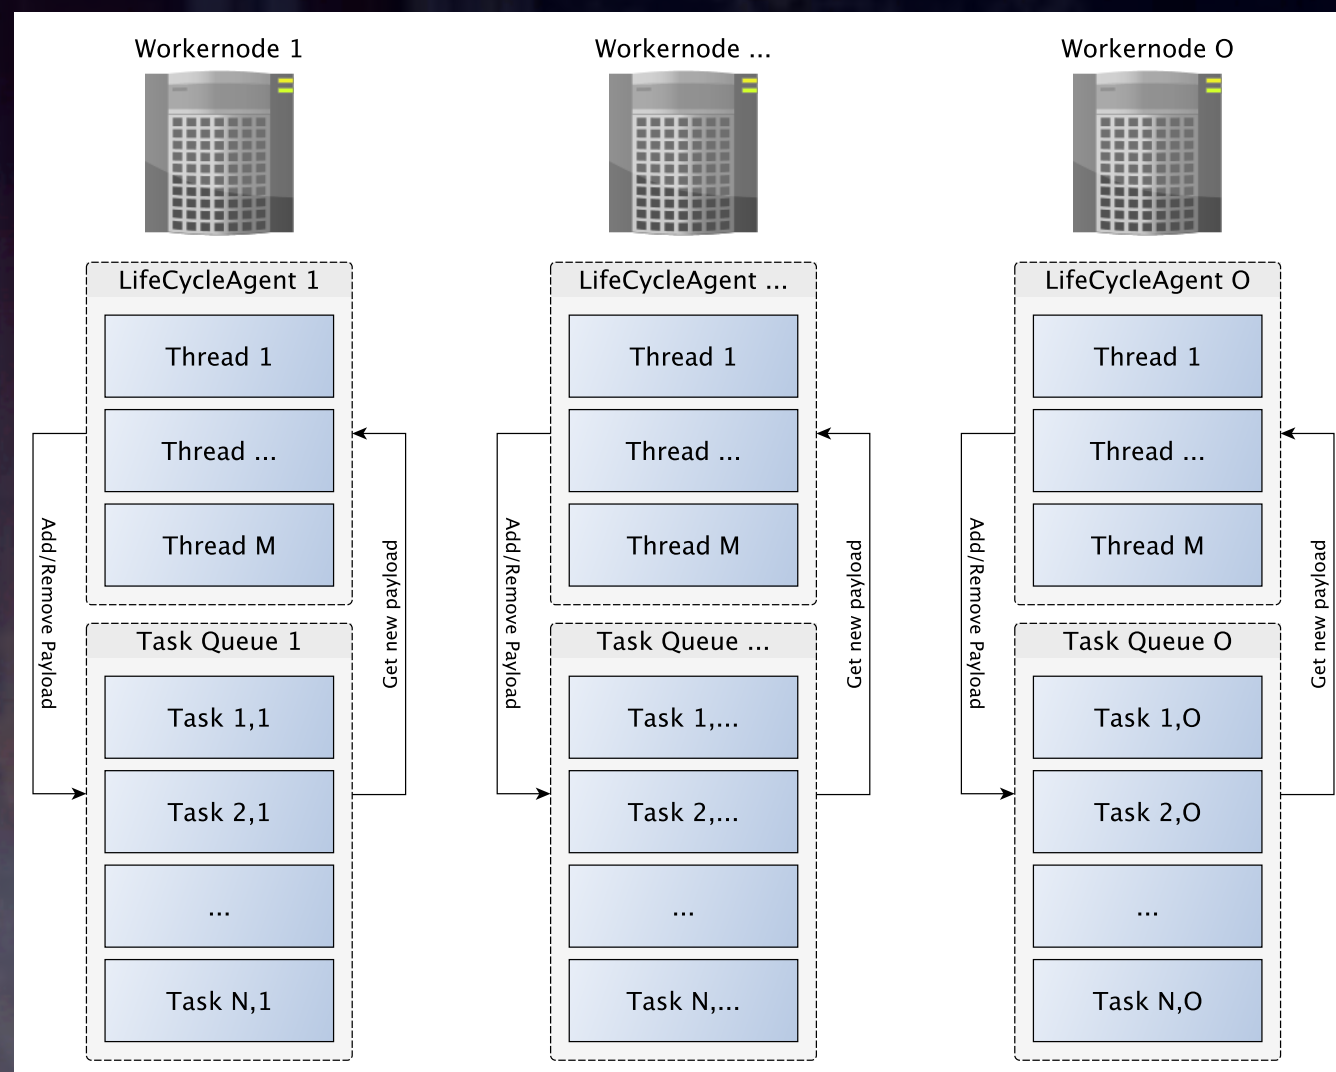 Workernode 1
LifeCycleAgent 1
Thread 1
Thread ...
Thread M
Add/Remove Payload
Get new payload
Task Queue 1
Task 1,1
Task 2,1
...
Task N,1
Workernode ...
LifeCycleAgent ...
Thread 1
Thread ...
Thread M
Add/Remove Payload
Get new payload
Task Queue ...
Task 1,...
Task 2,...
...
Task N,...
Workernode O
LifeCycleAgent O
Thread 1
Thread ...
Thread M
Add/Remove Payload
Get new payload
Task Queue O
Task 1,O
Task 2,O
...
Task N,O